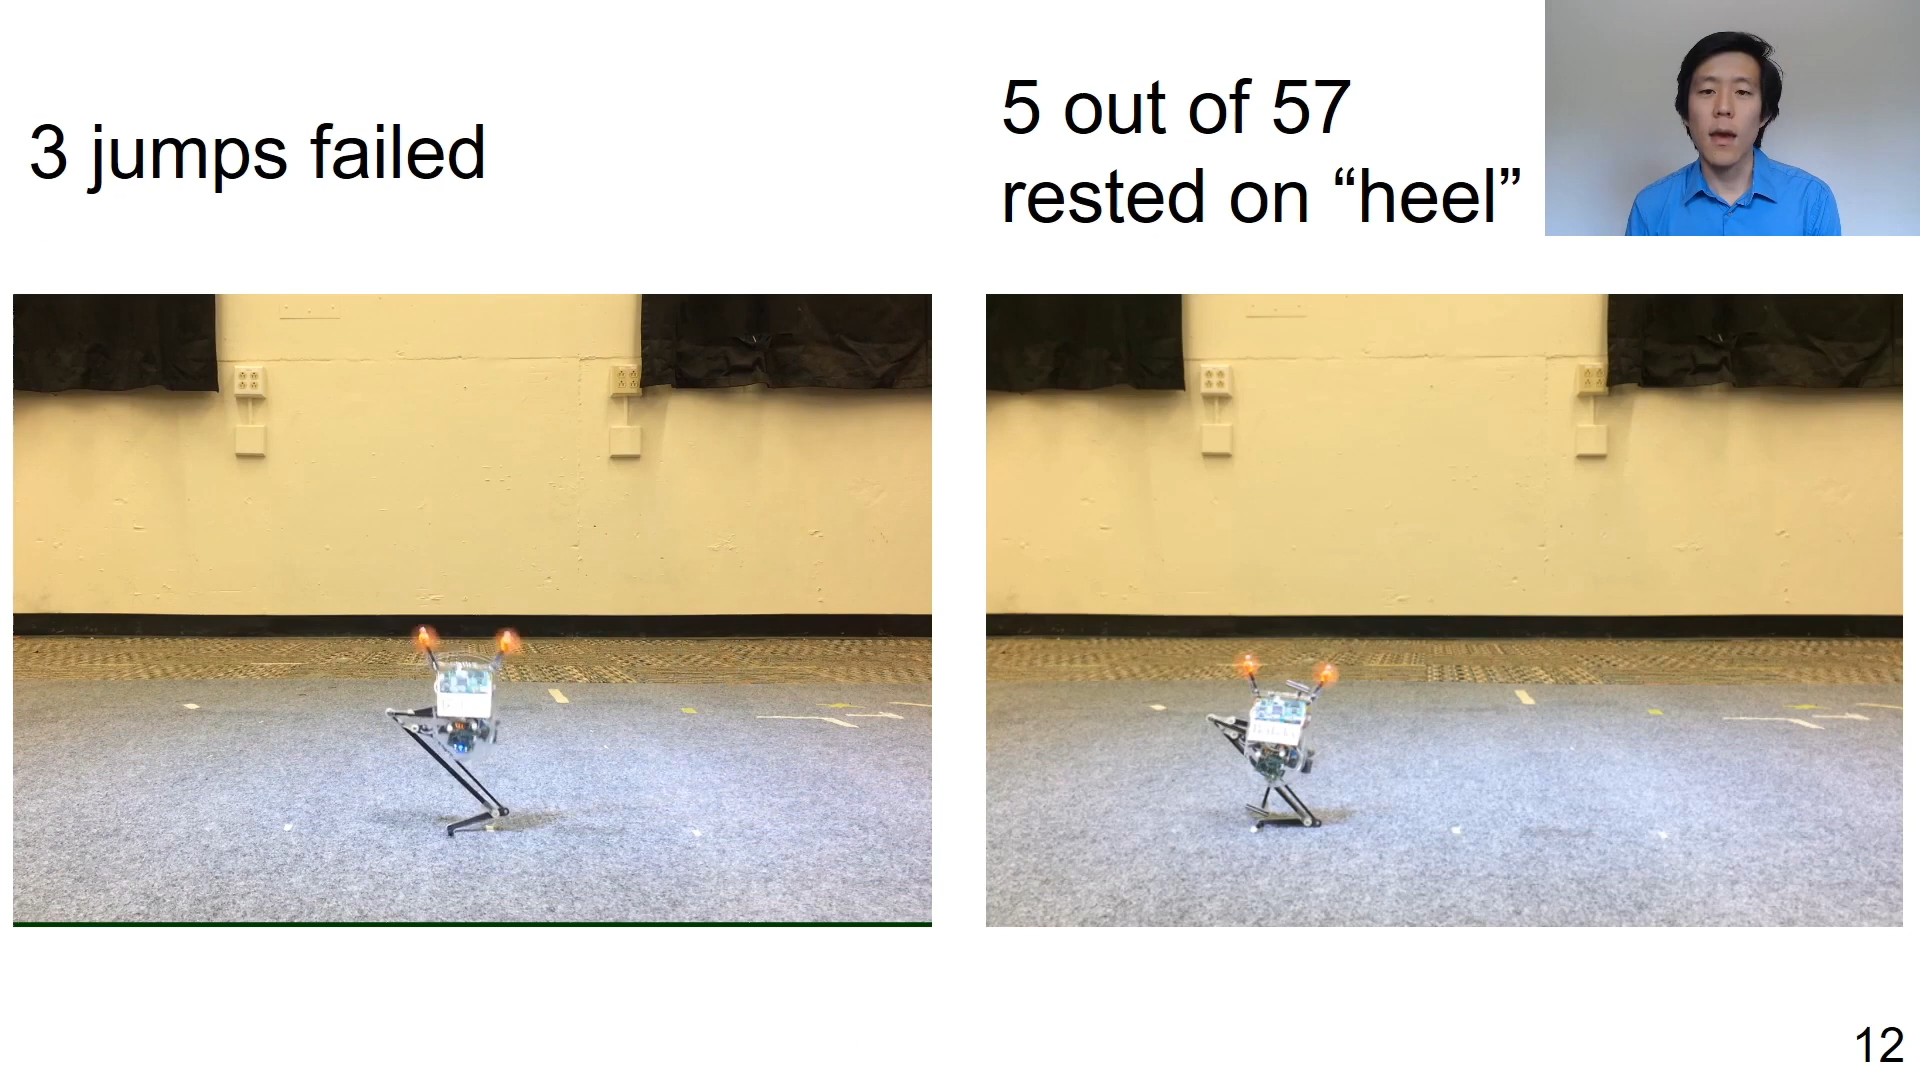 3 jumps failed
5 out of 57
rested on “heel”
12